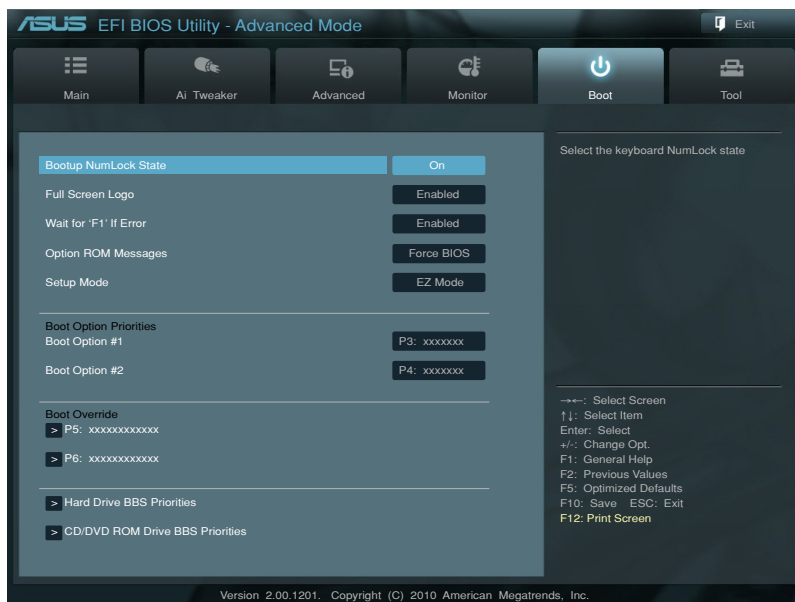 ASUS EFI BIOS Utility - Advanced Mode
Exit
Main
Ai Tweaker
Advanced
Monitor
Boot
Tool
Bootup NumLock State On
Full Screen Logo Enabled
Wait for ‘F1’ If Error Enabled
Option ROM Messages Force BIOS
Setup Mode EZ Mode
Boot Option Priorities
Boot Option #1 P3: xxxxxxx
Boot Option #2 P4: xxxxxxx
Boot Override
> P5: xxxxxxxxxxxx
> P6: xxxxxxxxxxxx
> Hard Drive BBS Priorities
> CD/DVD ROM Drive BBS Priorities
Select the keyboard NumLock state
→←: Select Screen
↑↓: Select Item
Enter: Select
+/-: Change Opt.
F1: General Help
F2: Previous Values
F5: Optimized Defaults
F10: Save ESC: Exit
F12: Print Screen
Version 2.00.1201. Copyright (C) 2010 American Megatrends, Inc.